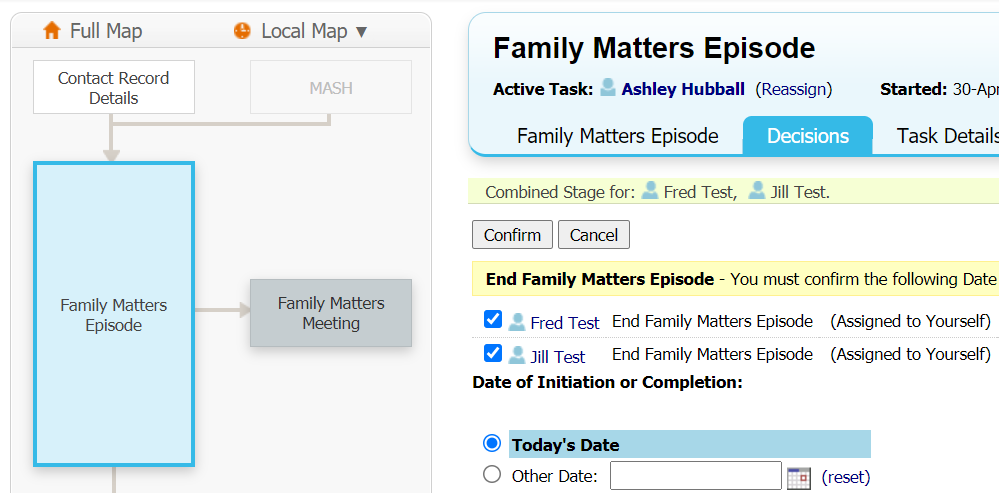 Full Map
Local Map ▼
Contact Record
Details
MASH
Family Matters
Episode
Family Matters
Meeting
Family Matters Episode
Active Task: Ashley Hubball (Reassign) Started: 30-Apr
Family Matters Episode Decisions Task Details
Combined Stage for: Fred Test, Jill Test.
Confirm Cancel
End Family Matters Episode - You must confirm the following Date
Fred Test End Family Matters Episode (Assigned to Yourself)
Jill Test End Family Matters Episode (Assigned to Yourself)
Date of Initiation or Completion:
Today's Date
Other Date: (reset)